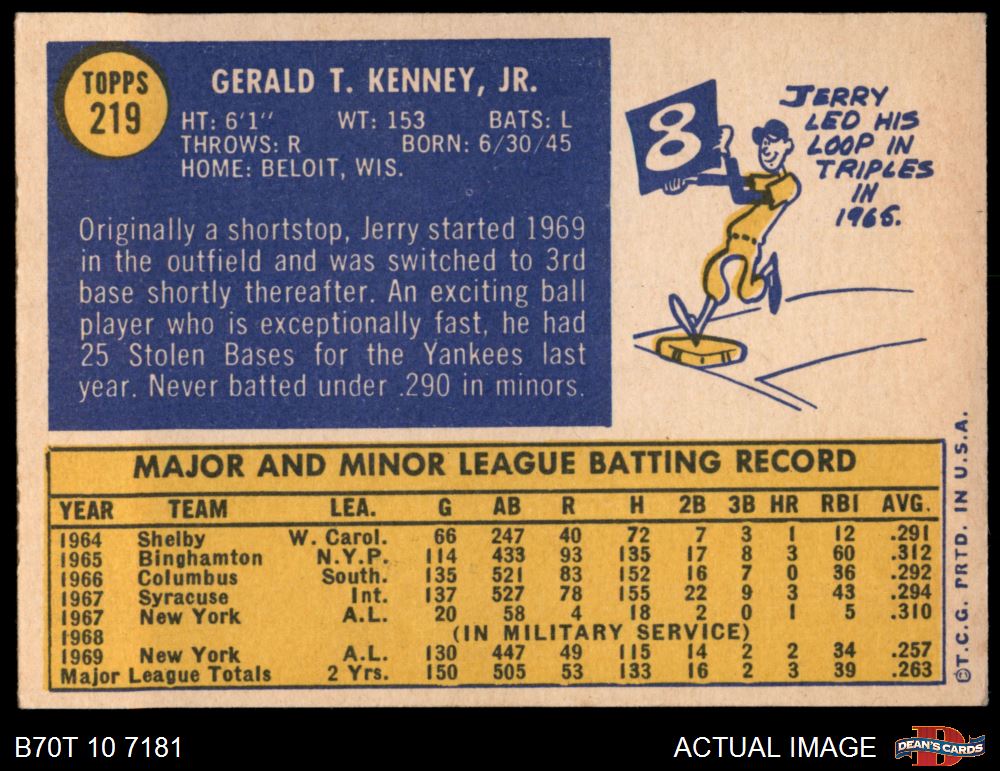 TOPPS
219
GERALD T. KENNEY, JR.
HT: 6'1" WT: 153 BATS: L
THROWS: R BORN: 6/30/45
HOME: BELOIT, WIS.
Originally a shortstop, Jerry started 1969
in the outfield and was switched to 3rd
base shortly thereafter. An exciting ball
player who is exceptionally fast, he had
25 Stolen Bases for the Yankees last
year. Never batted under .290 in minors.
8
JERRY
LED HIS
LOOP IN
TRIPLES
IN
1965.
MAJOR AND MINOR LEAGUE BATTING RECORD
YEAR TEAM LEA. G AB R H 2B 3B HR RBI AVG.
1964 Shelby W. Carol. 66 247 40 72 7 3 1 12 .291
1965 Binghamton N.Y.P. 114 433 93 135 17 8 3 60 .312
1966 Columbus South. 135 521 83 152 16 7 0 36 .292
1967 Syracuse Int. 137 527 78 155 22 9 3 43 .294
1967 New York A.L. 20 58 4 18 2 0 1 5 .310
1968 (IN MILITARY SERVICE)
1969 New York A.L. 130 447 49 115 14 2 2 34 .257
Major League Totals 2 Yrs. 150 505 53 133 16 2 3 39 .263
©T.C.G. PRTD. IN U.S.A.
B70T 10 7181
ACTUAL IMAGE
DEAN'S CARDS